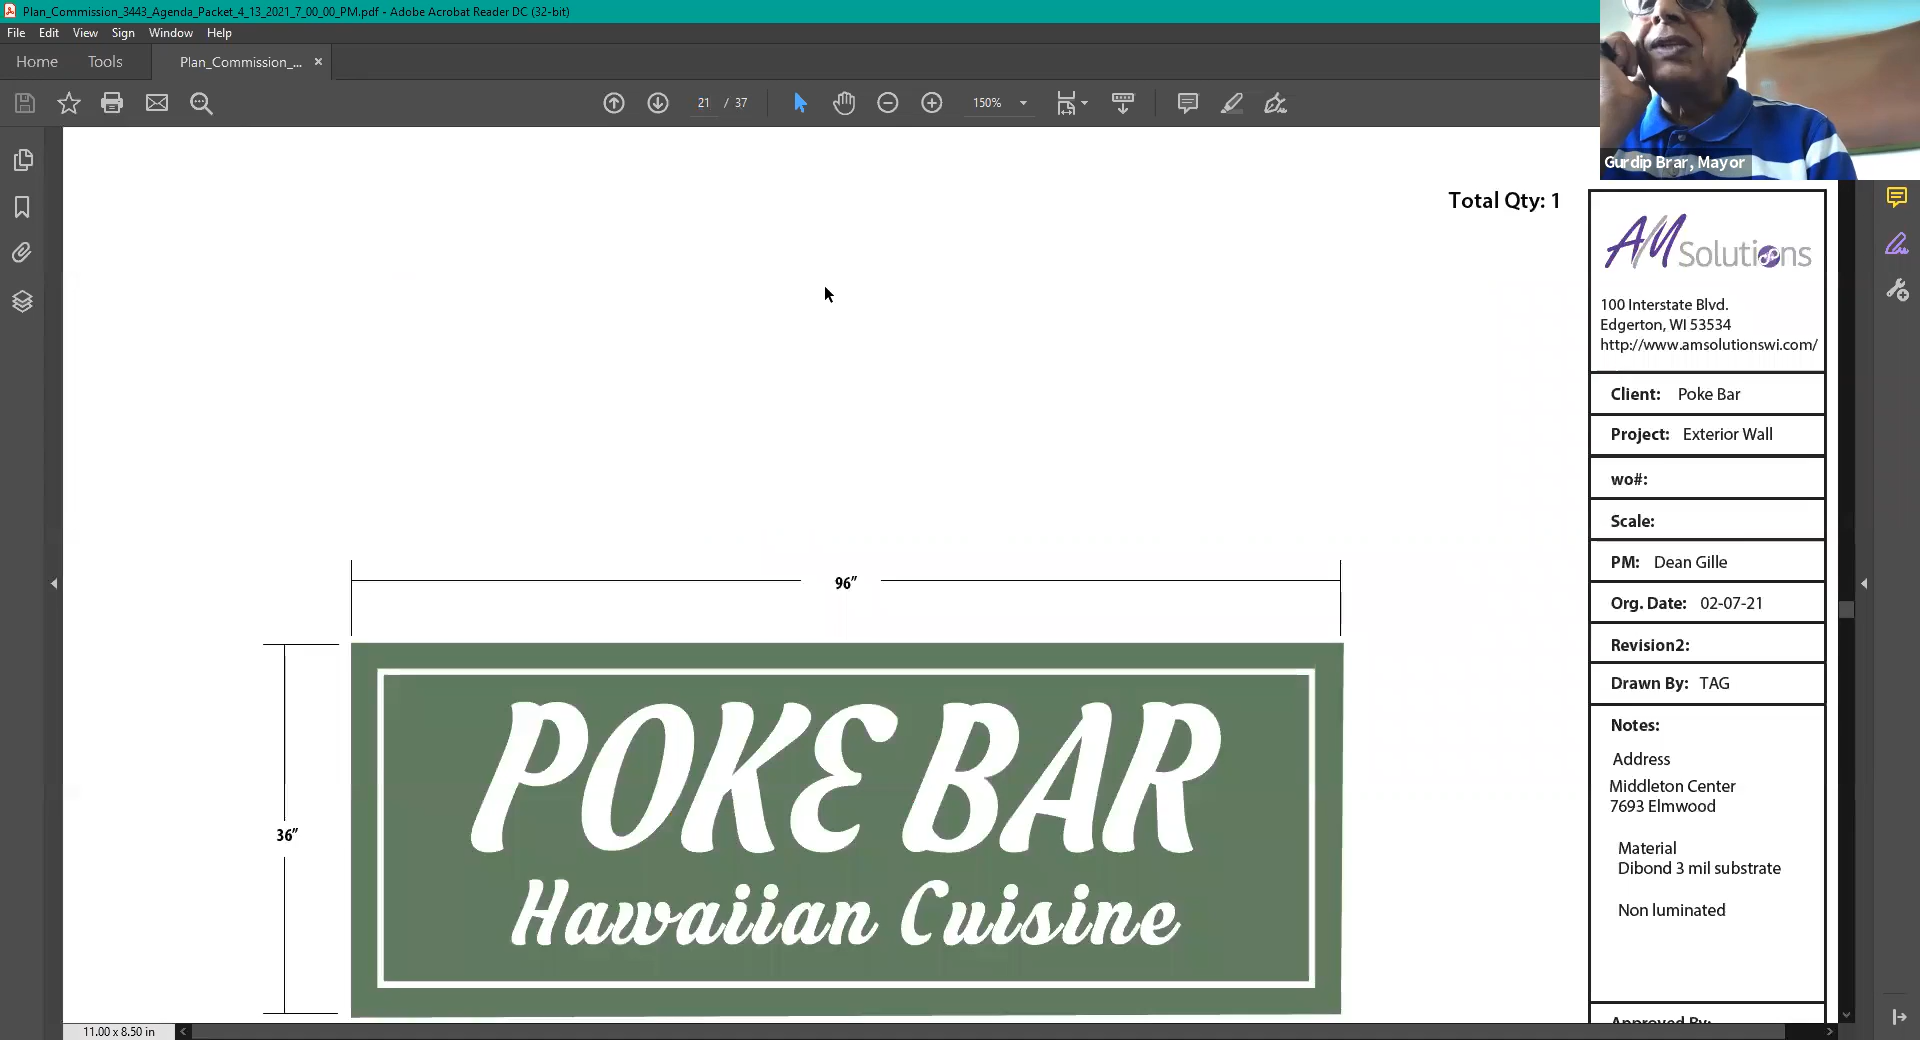 Plan_Commission_3443_Agenda_Packet_4_13_2021_7_00_00_PM.pdf - Adobe Acrobat Reader DC (32-bit)
File Edit View Sign Window Help
Home Tools Plan_Commission_... ×
21 / 37 150%
Gurdip Brar, Mayor
Total Qty: 1
AM Solutions
100 Interstate Blvd.
Edgerton, WI 53534
http://www.amsolutionswi.com/
Client: Poke Bar
Project: Exterior Wall
wo#:
Scale:
PM: Dean Gille
Org. Date: 02-07-21
Revision2:
Drawn By: TAG
Notes:
Address
Middleton Center
7693 Elmwood
Material
Dibond 3 mil substrate
Non luminated
Approved By:
96"
36"
POKE BAR
Hawaiian Cuisine
11.00 x 8.50 in